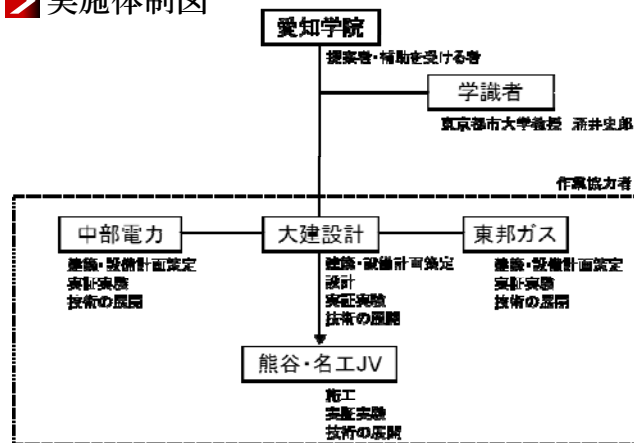 実施体制図
愛知学院
提案者・補助を受ける者
学識者
東京都市大学教授 涌井史郎
作業協力者
中部電力
大建設計
東邦ガス
建築・設備計画策定
実証実験
技術の展開
建築・設備計画策定
設計
実証実験
技術の展開
建築・設備計画策定
実証実験
技術の展開
熊谷・名工JV
施工
実証実験
技術の展開